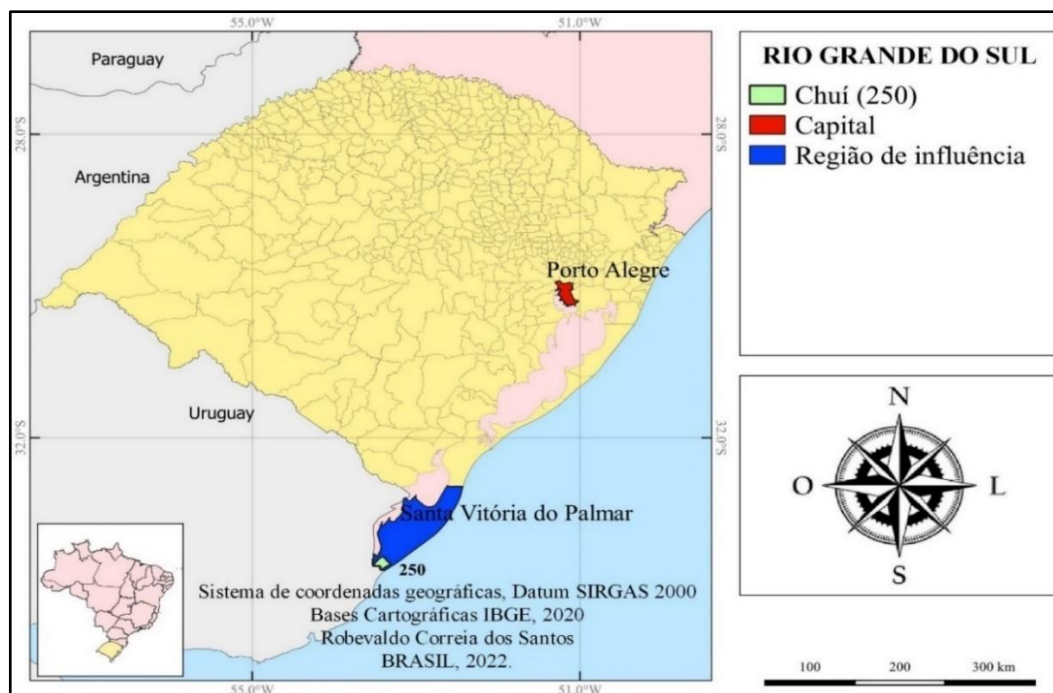 55.0°W
51.0°W
Paraguay
28.0°S
28.0°S
Argentina
Porto Alegre
Uruguay
32.0°S
32.0°S
Santa Vitória do Palmar
250
Sistema de coordenadas geográficas, Datum SIRGAS 2000
Bases Cartográficas IBGE, 2020
Robevaldo Correia dos Santos
BRASIL, 2022.
55.0°W
51.0°W
RIO GRANDE DO SUL
Chuí (250)
Capital
Região de influência
N
O
L
S
100 200 300 km